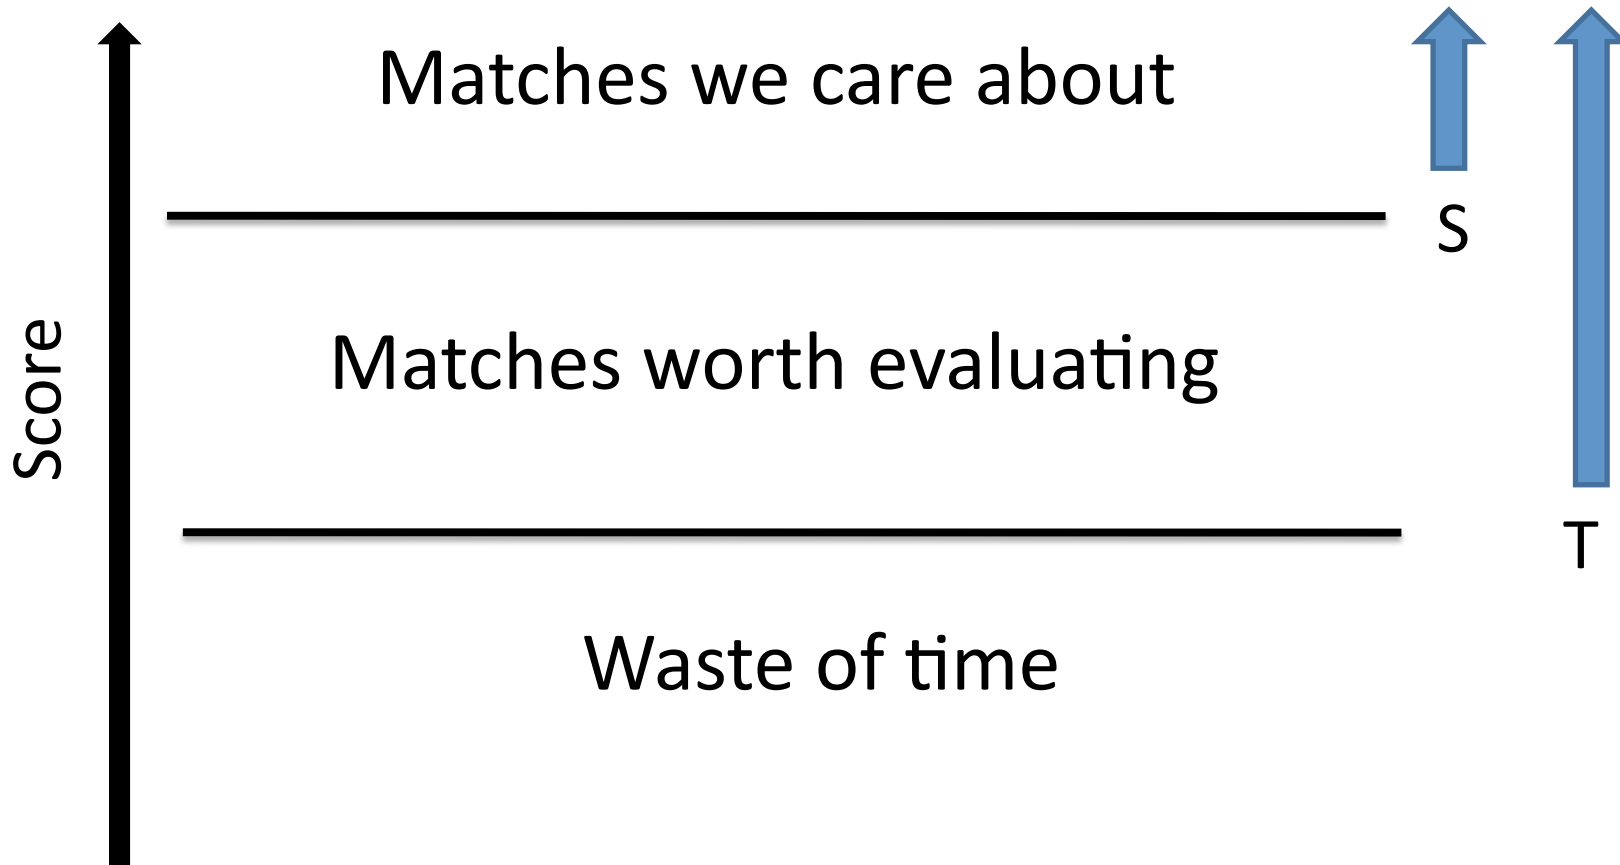 Matches we care about
S
Score
Matches worth evaluating
T
Waste of time